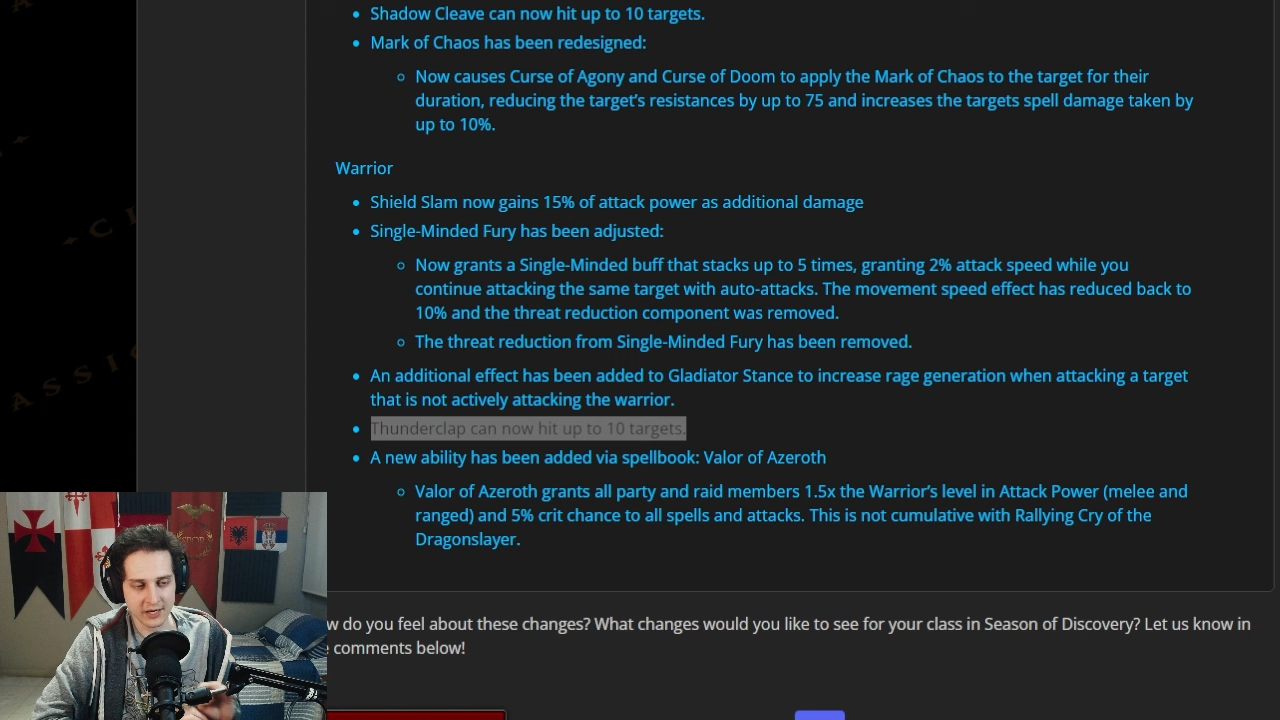 Shadow Cleave can now hit up to 10 targets.
Mark of Chaos has been redesigned:
Now causes Curse of Agony and Curse of Doom to apply the Mark of Chaos to the target for their
duration, reducing the target's resistances by up to 75 and increases the targets spell damage taken by
up to 10%.
Warrior
Shield Slam now gains 15% of attack power as additional damage
Single-Minded Fury has been adjusted:
Now grants a Single-Minded buff that stacks up to 5 times, granting 2% attack speed while you
continue attacking the same target with auto-attacks. The movement speed effect has reduced back to
10% and the threat reduction component was removed.
The threat reduction from Single-Minded Fury has been removed.
An additional effect has been added to Gladiator Stance to increase rage generation when attacking a target
that is not actively attacking the warrior.
Thunderclap can now hit up to 10 targets.
A new ability has been added via spellbook: Valor of Azeroth
Valor of Azeroth grants all party and raid members 1.5x the Warrior's level in Attack Power (melee and
ranged) and 5% crit chance to all spells and attacks. This is not cumulative with Rallying Cry of the
Dragonslayer.
do you feel about these changes? What changes would you like to see for your class in Season of Discovery? Let us know in
comments below!